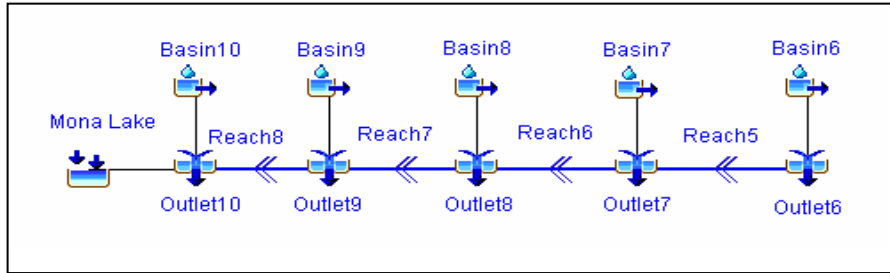 Basin10 Basin9 Basin8 Basin7 Basin6
Mona Lake
Reach8 Reach7 Reach6 Reach5
Outlet10 Outlet9 Outlet8 Outlet7 Outlet6